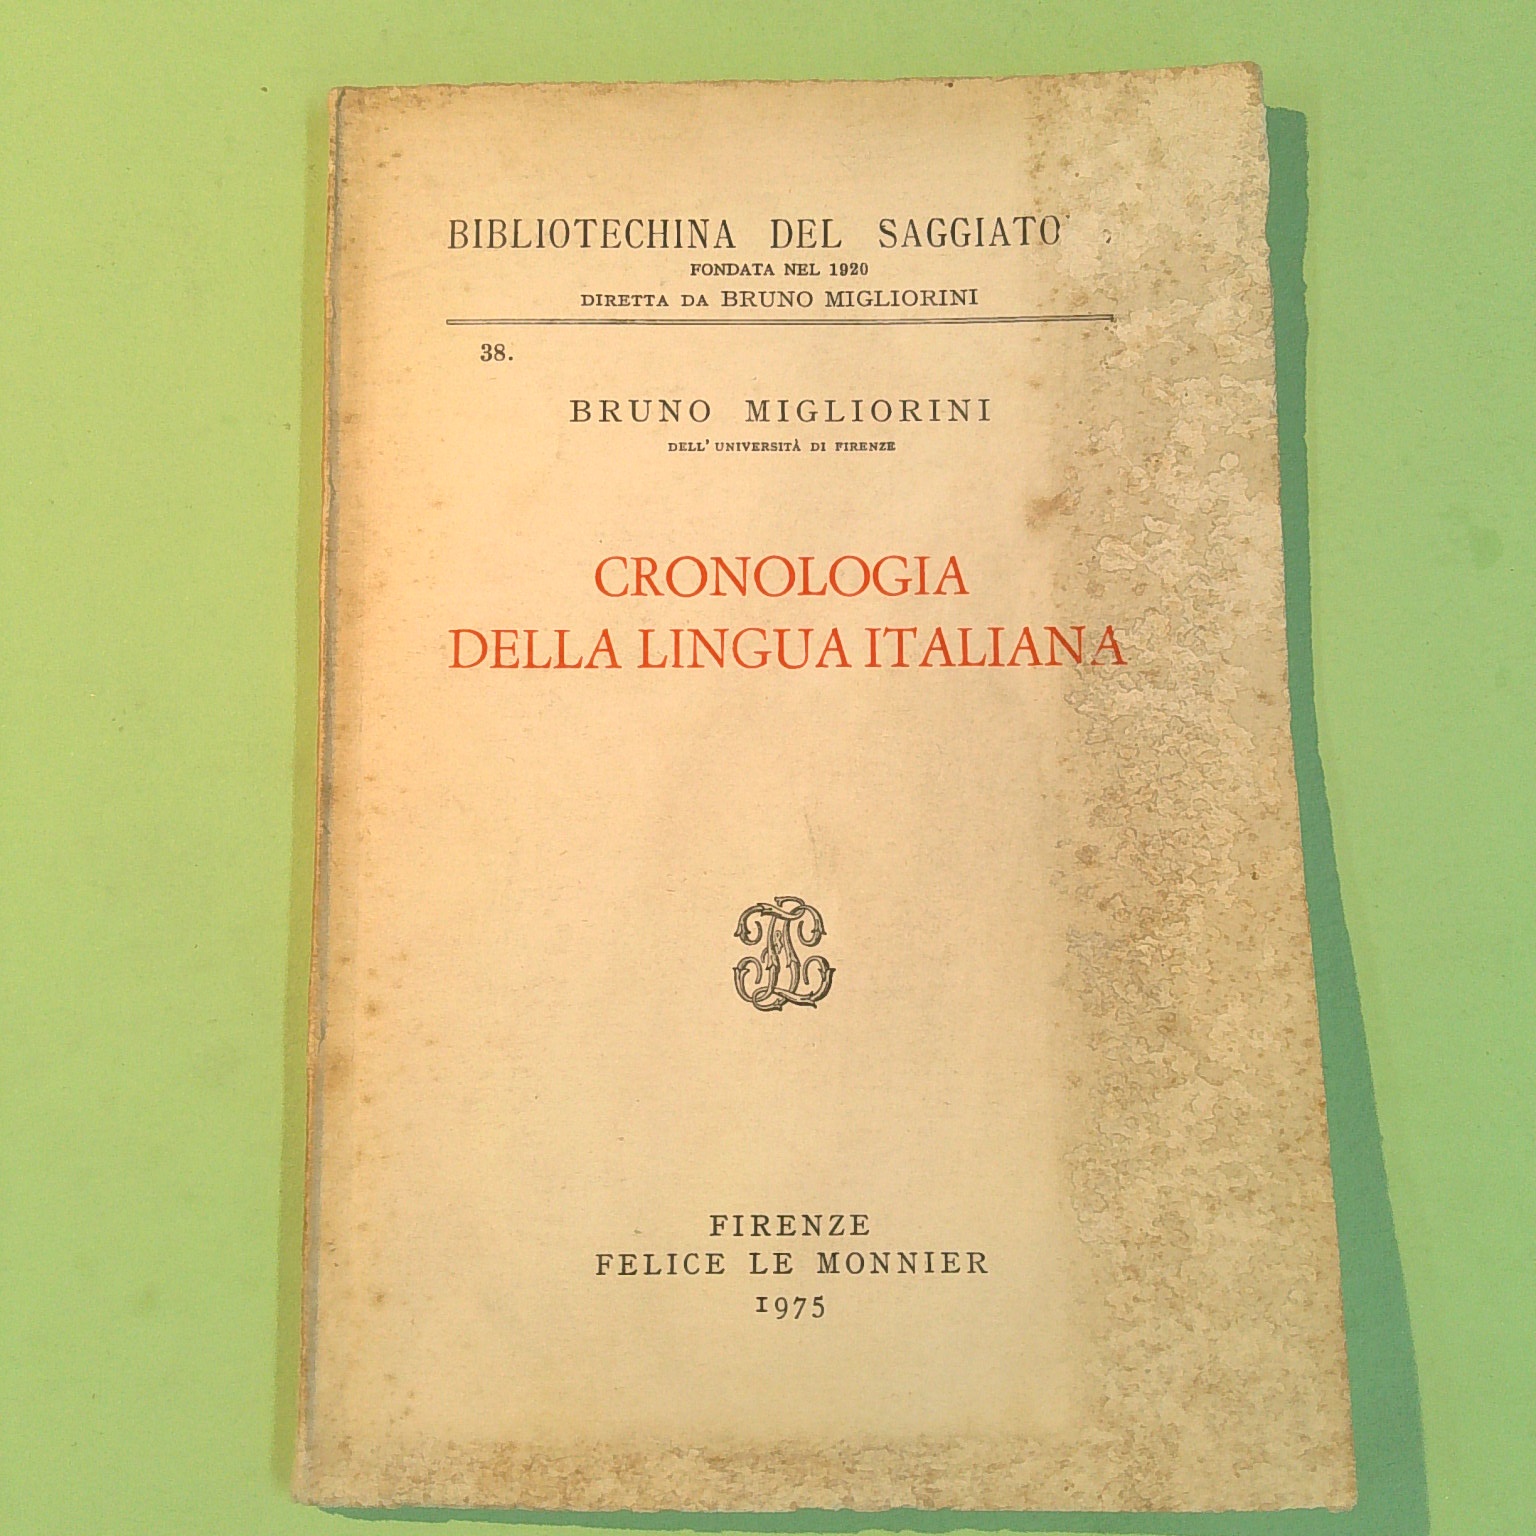 BIBLIOTECHINA DEL SAGGIATO
FONDATA NEL 1920
DIRETTA DA BRUNO MIGLIORINI
38.
BRUNO MIGLIORINI
DELL' UNIVERSITÀ DI FIRENZE
CRONOLOGIA
DELLA LINGUA ITALIANA
FIRENZE
FELICE LE MONNIER
1975